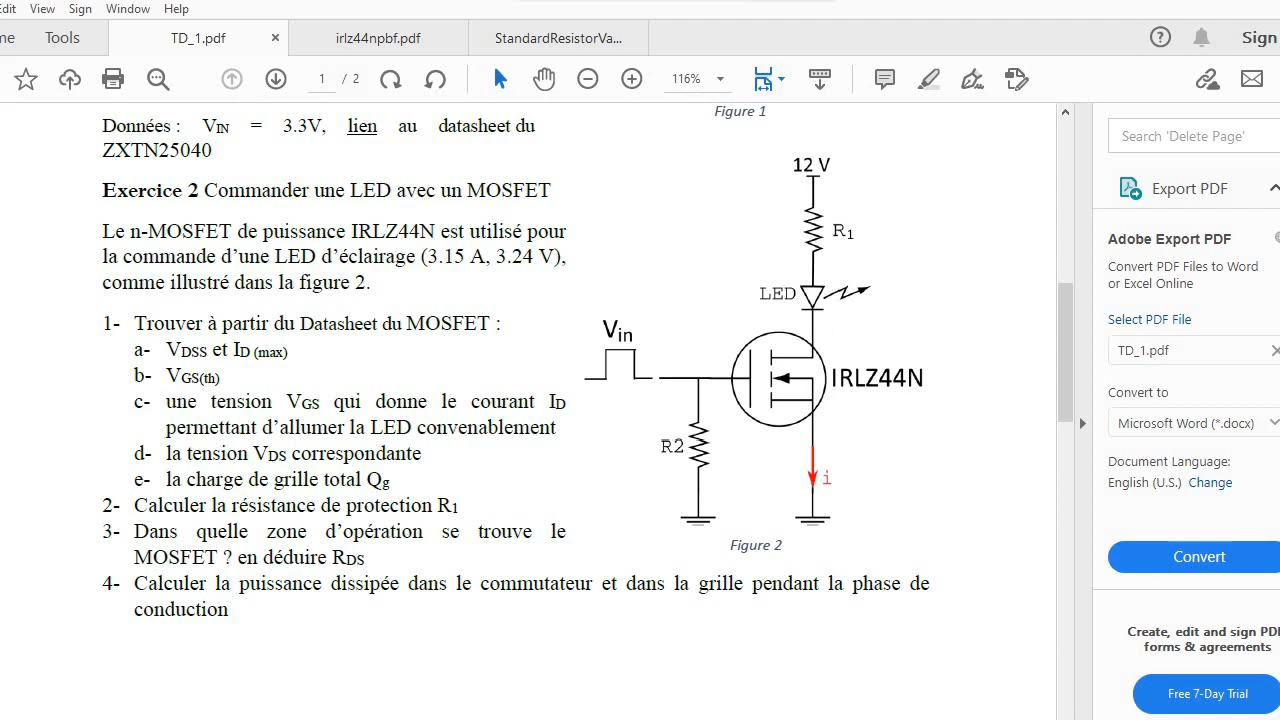 Edit View Sign Window Help
me Tools TD_1.pdf × irlz44npbf.pdf StandardResistorVa... Sign
1 / 2 116%
Figure 1
Données : VIN = 3.3V, lien au datasheet du
ZXTN25040
Exercice 2 Commander une LED avec un MOSFET
Le n-MOSFET de puissance IRLZ44N est utilisé pour
la commande d’une LED d’éclairage (3.15 A, 3.24 V),
comme illustré dans la figure 2.
1- Trouver à partir du Datasheet du MOSFET :
a- VDSS et ID (max)
b- VGS(th)
c- une tension VGS qui donne le courant ID
permettant d’allumer la LED convenablement
d- la tension VDS correspondante
e- la charge de grille total Qg
2- Calculer la résistance de protection R1
3- Dans quelle zone d’opération se trouve le
MOSFET ? en déduire RDS
4- Calculer la puissance dissipée dans le commutateur et dans la grille pendant la phase de
conduction
12 V
R1
LED
Vin
IRLZ44N
R2
i
Figure 2
Search 'Delete Page'
Export PDF
Adobe Export PDF
Convert PDF Files to Word
or Excel Online
Select PDF File
TD_1.pdf ×
Convert to
Microsoft Word (*.docx)
Document Language:
English (U.S.) Change
Convert
Create, edit and sign PDF
forms & agreements
Free 7-Day Trial